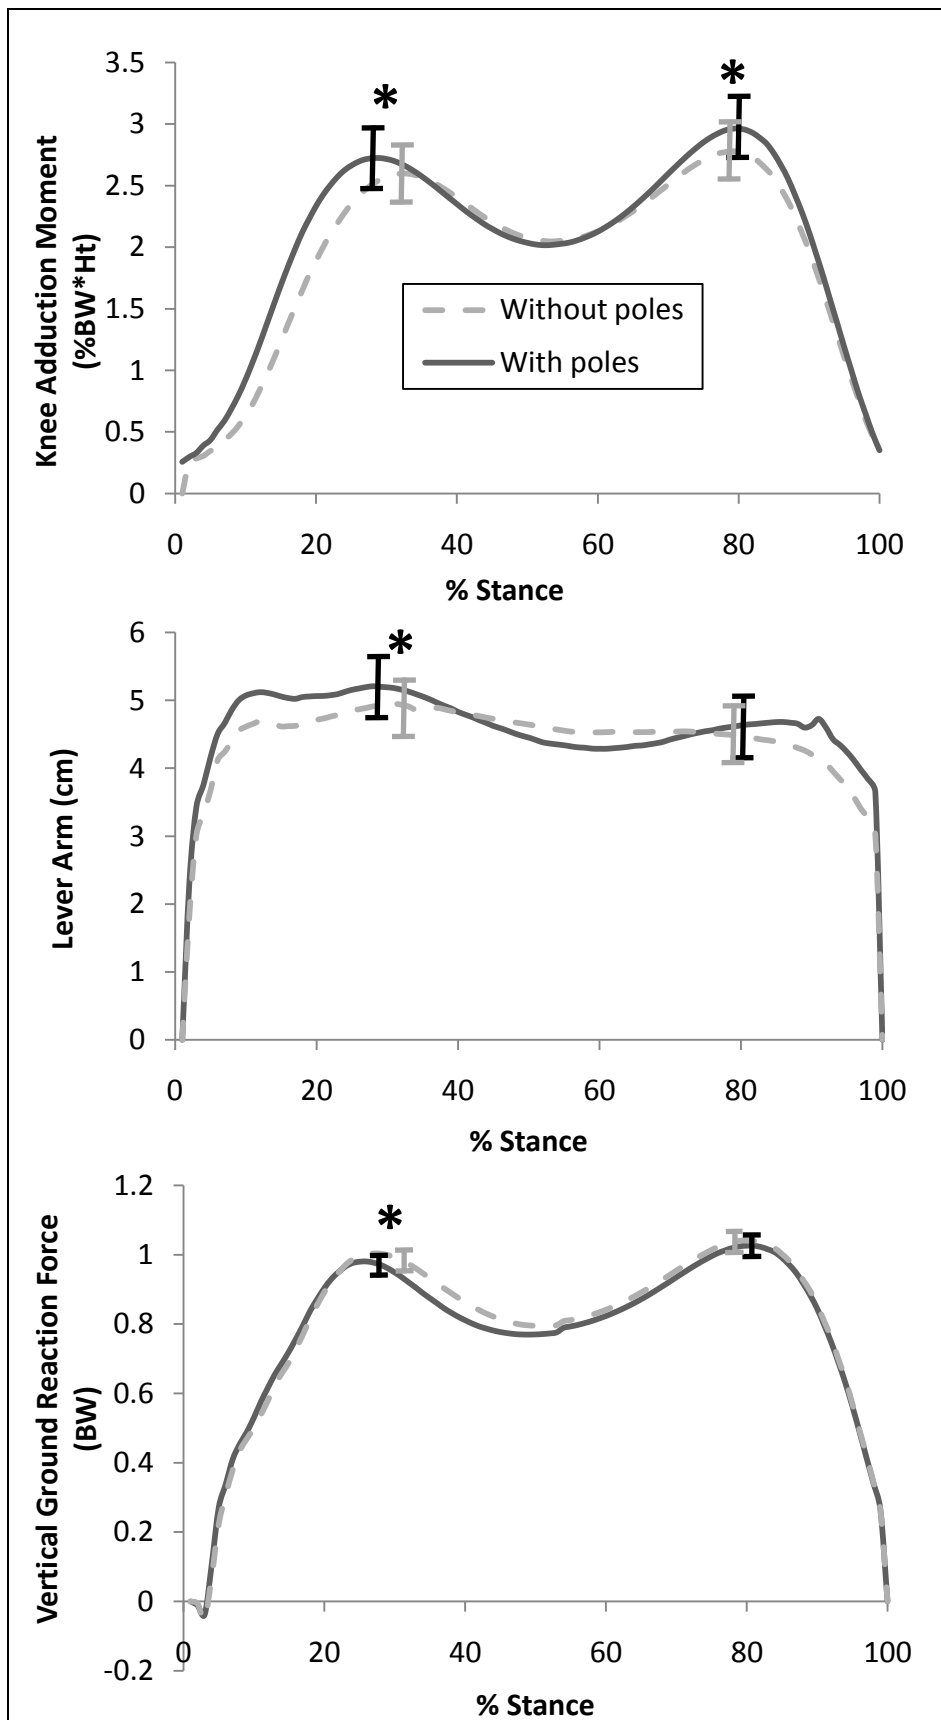 Knee Adduction Moment
(%BW*Ht)
3.5
3
2.5
2
1.5
1
0.5
0
*
*
Without poles
With poles
0 20 40 60 80 100
% Stance
Lever Arm (cm)
6
5
4
3
2
1
0
*
0 20 40 60 80 100
% Stance
Vertical Ground Reaction Force
(BW)
1.2
1
0.8
0.6
0.4
0.2
0
-0.2
*
0 20 40 60 80 100
% Stance